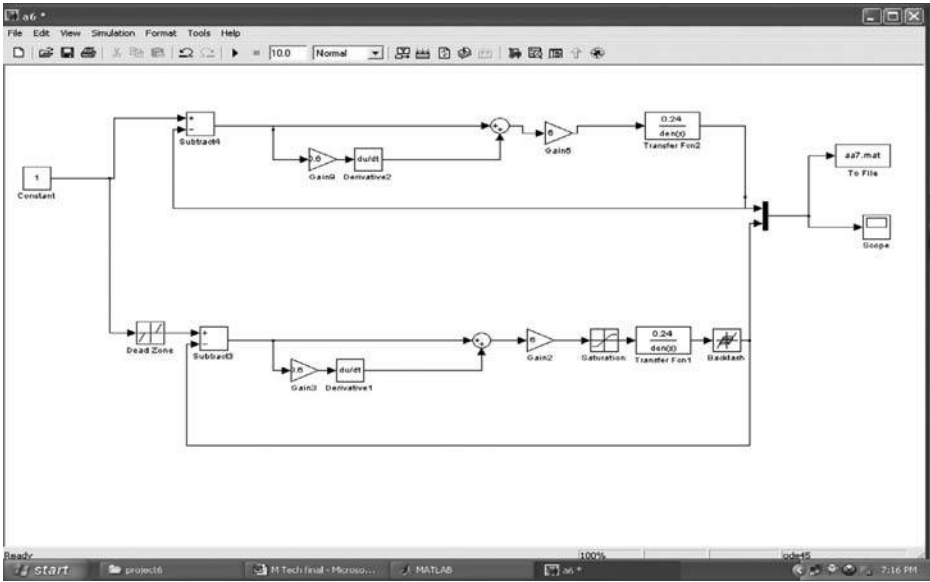 a6 *
File Edit View Simulation Format Tools Help
10.0 Normal
Subtract4
Gain9
du/dt
Derivative2
6
Gain5
0.24
den(s)
Transfer Fcn2
aa7.mat
To File
1
Constant
Scope
Dead Zone
Subtract3
Gain3
du/dt
Derivative1
6
Gain2
Saturation
0.24
den(s)
Transfer Fcn1
Backlash
Ready 100% ode45
start project6 M Tech final - Microso... MATLAB a6 * 7:16 PM